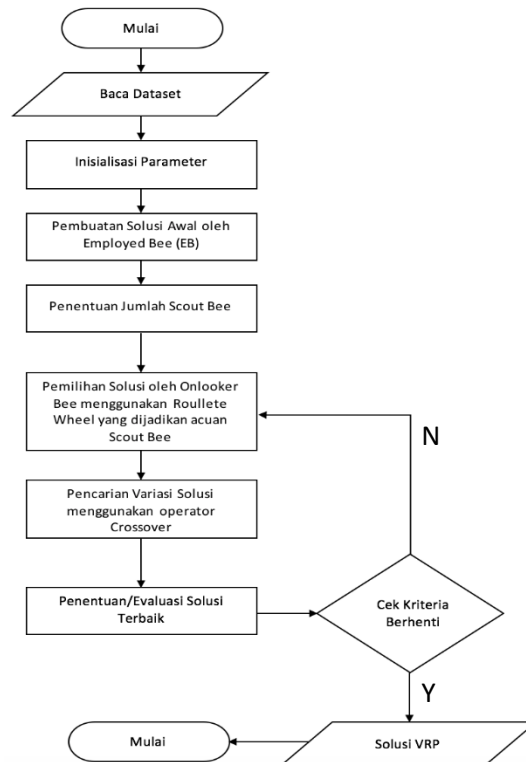 Mulai
Baca Dataset
Inisialisasi Parameter
Pembuatan Solusi Awal oleh
Employed Bee (EB)
Penentuan Jumlah Scout Bee
Pemilihan Solusi oleh Onlooker
Bee menggunakan Roullete
Wheel yang dijadikan acuan
Scout Bee
N
Pencarian Variasi Solusi
menggunakan operator
Crossover
Penentuan/Evaluasi Solusi
Terbaik
Cek Kriteria
Berhenti
Y
Mulai
Solusi VRP